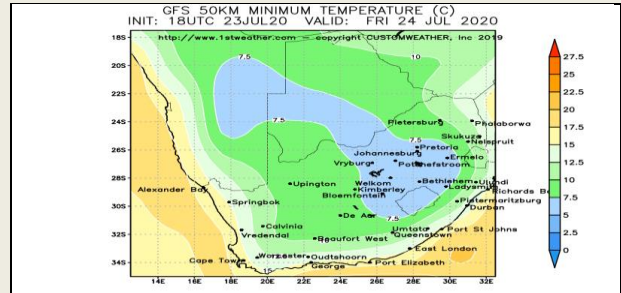 GFS 50KM MINIMUM TEMPERATURE (C)
INIT: 18UTC 23JUL20 VALID: FRI 24 JUL 2020
http://www.1stweather.com copyright CUSTOMWEATHER, Inc 2019
18S
20S
22S
24S
26S
28S
30S
32S
34S
7.5
10
7.5
7.5
7.5
7.5
10
15
Pietersburg
Phalaborwa
Skukuza
Nelspruit
Pretoria
Johannesburg
Ermelo
Vryburg
Potchefstroom
Welkom
Bethlehem
Ulundi
Kimberley
Ladysmith
Richards B
Bloemfontein
Alexander Bay
Upington
Springbok
Pietermaritzburg
Durban
De Aar
Calvinia
Umtata
Port St Johns
Vredendal
Beaufort West
Queenstown
East London
Worcester
Oudtshoorn
Cape Town
George
Port Elizabeth
14E
16E
18E
20E
22E
24E
26E
28E
30E
32E
27.5
25
22.5
20
17.5
15
12.5
10
7.5
5
2.5
0